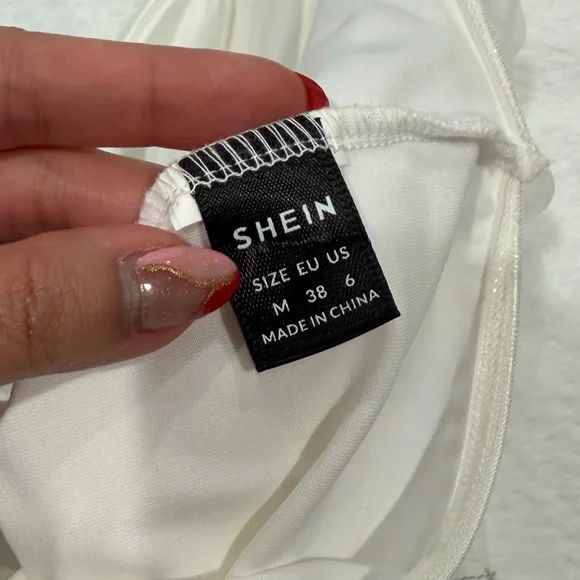 SHEIN
SIZE EU US
M 38 6
MADE IN CHINA